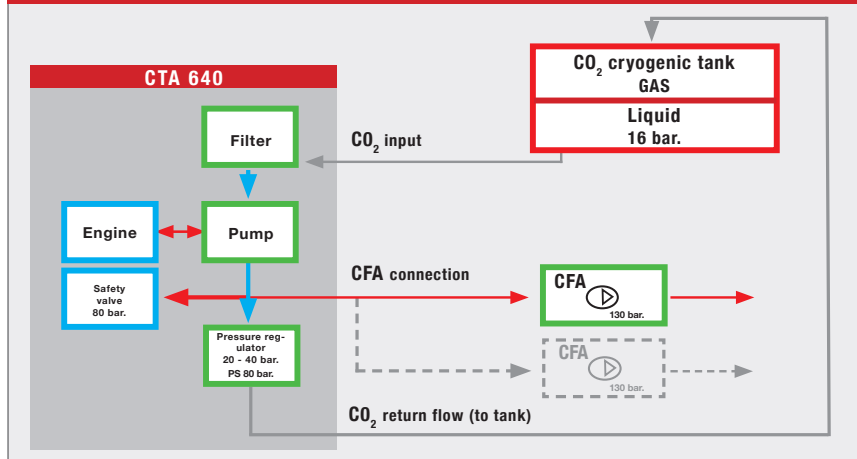 CTA 640
CO₂ cryogenic tank
GAS
Liquid
16 bar.
Filter
CO₂ input
Engine
Pump
Safety
valve
80 bar.
CFA connection
CFA
130 bar.
Pressure reg-
ulator
20 - 40 bar.
PS 80 bar.
CFA
130 bar.
CO₂ return flow (to tank)